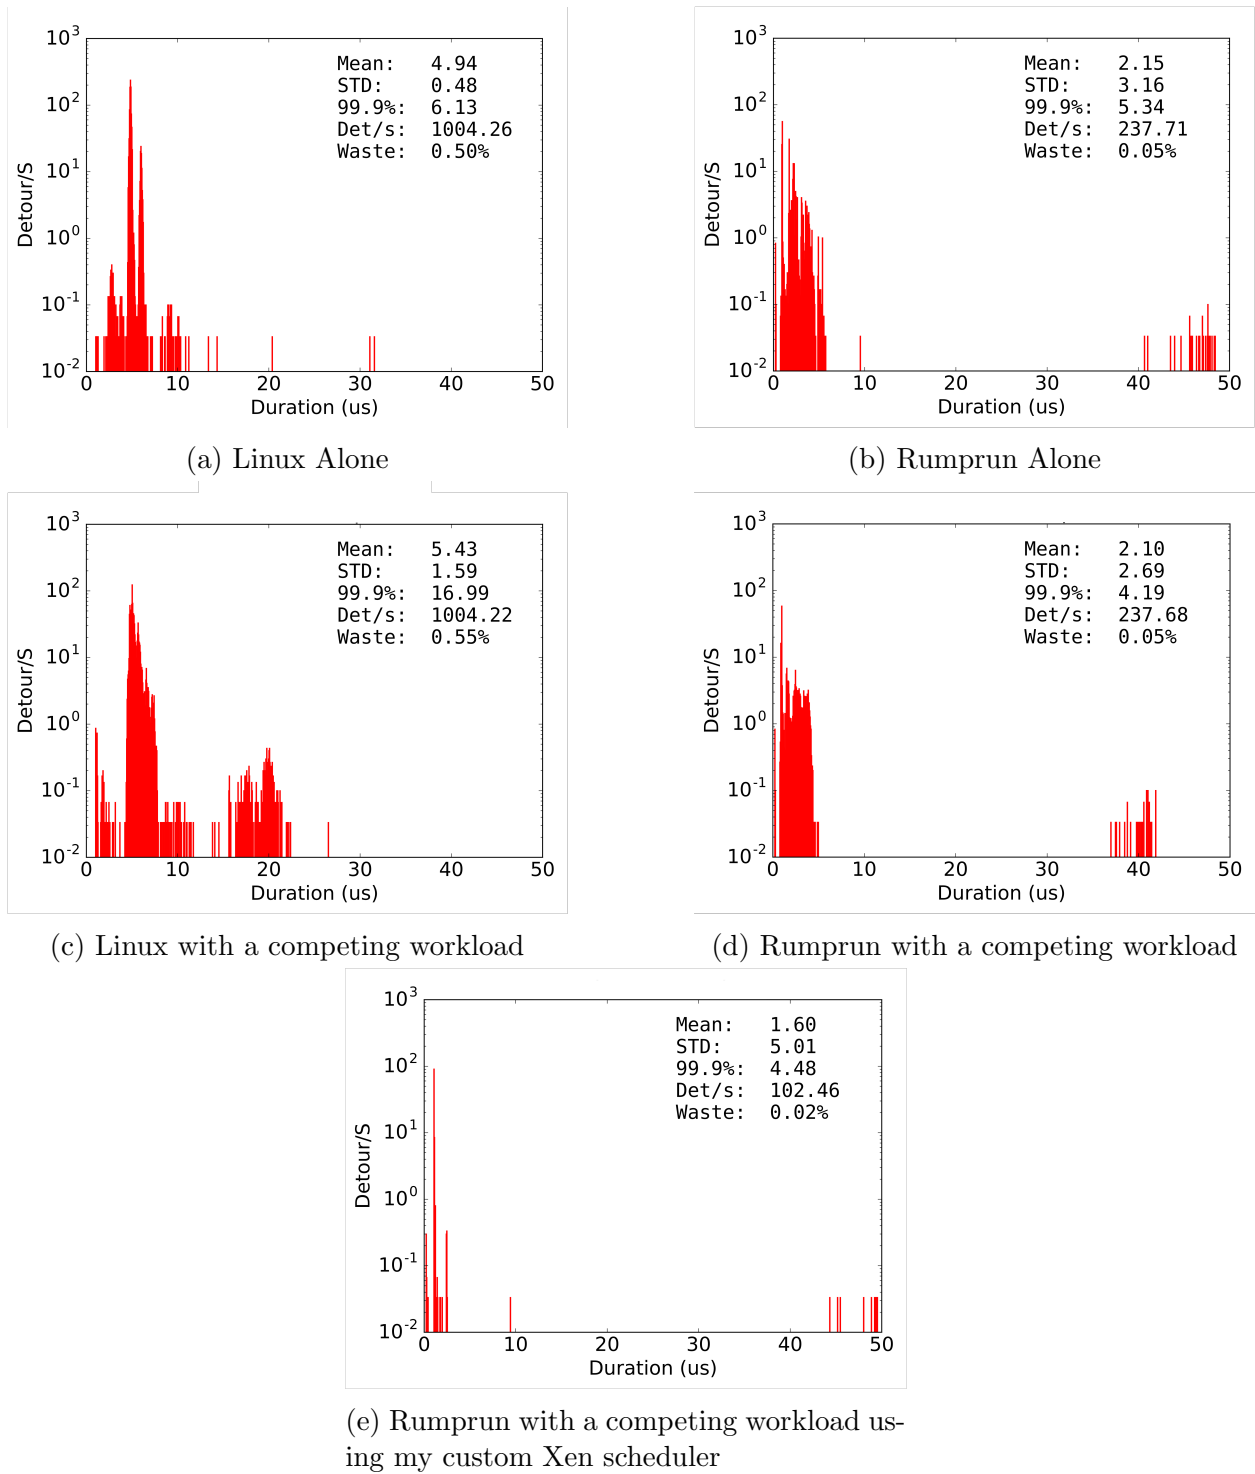 10^3
10^2
10^1
10^0
10^-1
10^-2
Detour/S
Mean: 4.94
STD: 0.48
99.9%: 6.13
Det/s: 1004.26
Waste: 0.50%
0 10 20 30 40 50
Duration (us)
(a) Linux Alone
10^3
10^2
10^1
10^0
10^-1
10^-2
Detour/S
Mean: 2.15
STD: 3.16
99.9%: 5.34
Det/s: 237.71
Waste: 0.05%
0 10 20 30 40 50
Duration (us)
(b) Rumprun Alone
10^3
10^2
10^1
10^0
10^-1
10^-2
Detour/S
Mean: 5.43
STD: 1.59
99.9%: 16.99
Det/s: 1004.22
Waste: 0.55%
0 10 20 30 40 50
Duration (us)
(c) Linux with a competing workload
10^3
10^2
10^1
10^0
10^-1
10^-2
Detour/S
Mean: 2.10
STD: 2.69
99.9%: 4.19
Det/s: 237.68
Waste: 0.05%
0 10 20 30 40 50
Duration (us)
(d) Rumprun with a competing workload
10^3
10^2
10^1
10^0
10^-1
10^-2
Detour/S
Mean: 1.60
STD: 5.01
99.9%: 4.48
Det/s: 102.46
Waste: 0.02%
0 10 20 30 40 50
Duration (us)
(e) Rumprun with a competing workload us-
ing my custom Xen scheduler